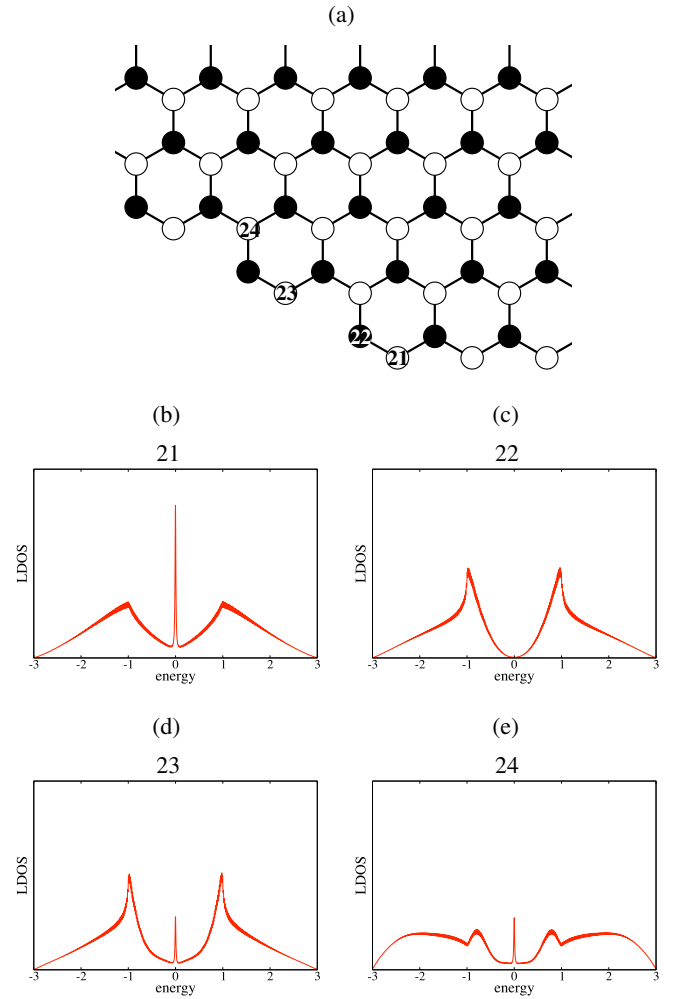 (a)
24
23
22
21
(b) (c)
21 22
LDOS LDOS
-3 -2 -1 0 1 2 3 -3 -2 -1 0 1 2 3
energy energy
(d) (e)
23 24
LDOS LDOS
-3 -2 -1 0 1 2 3 -3 -2 -1 0 1 2 3
energy energy